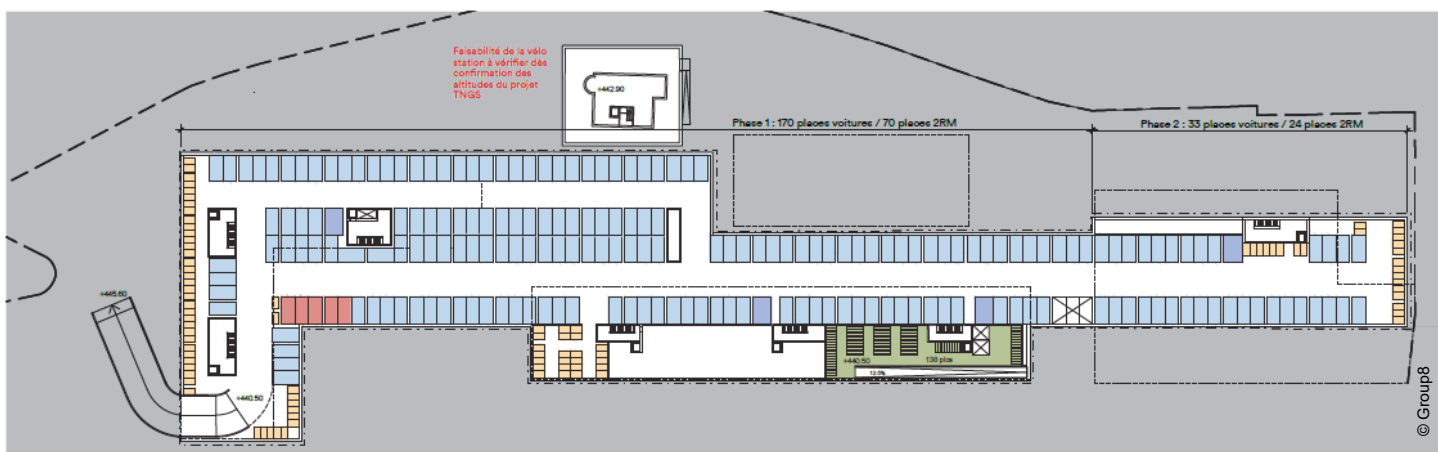 Faisabilité de la vélo
station à vérifier dès
confirmation des
altitudes du projet
TNGS
+442.90
Phase 1 : 170 places voitures / 70 places 2RM
Phase 2 : 33 places voitures / 24 places 2RM
+445.60
+440.50
+440.50
138 plcs
12.0%
© Group8